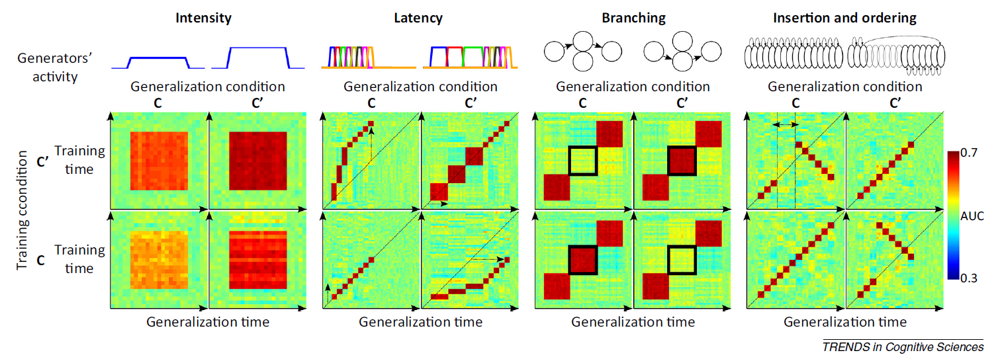 Intensity Latency Branching Insertion and ordering
Generators’
activity
Generalization condition Generalization condition Generalization condition Generalization condition
C C’ C C’ C C’ C C’
Training condition
C’ Training
time
C Training
time
0.7
AUC
0.3
Generalization time Generalization time Generalization time Generalization time
TRENDS in Cognitive Sciences